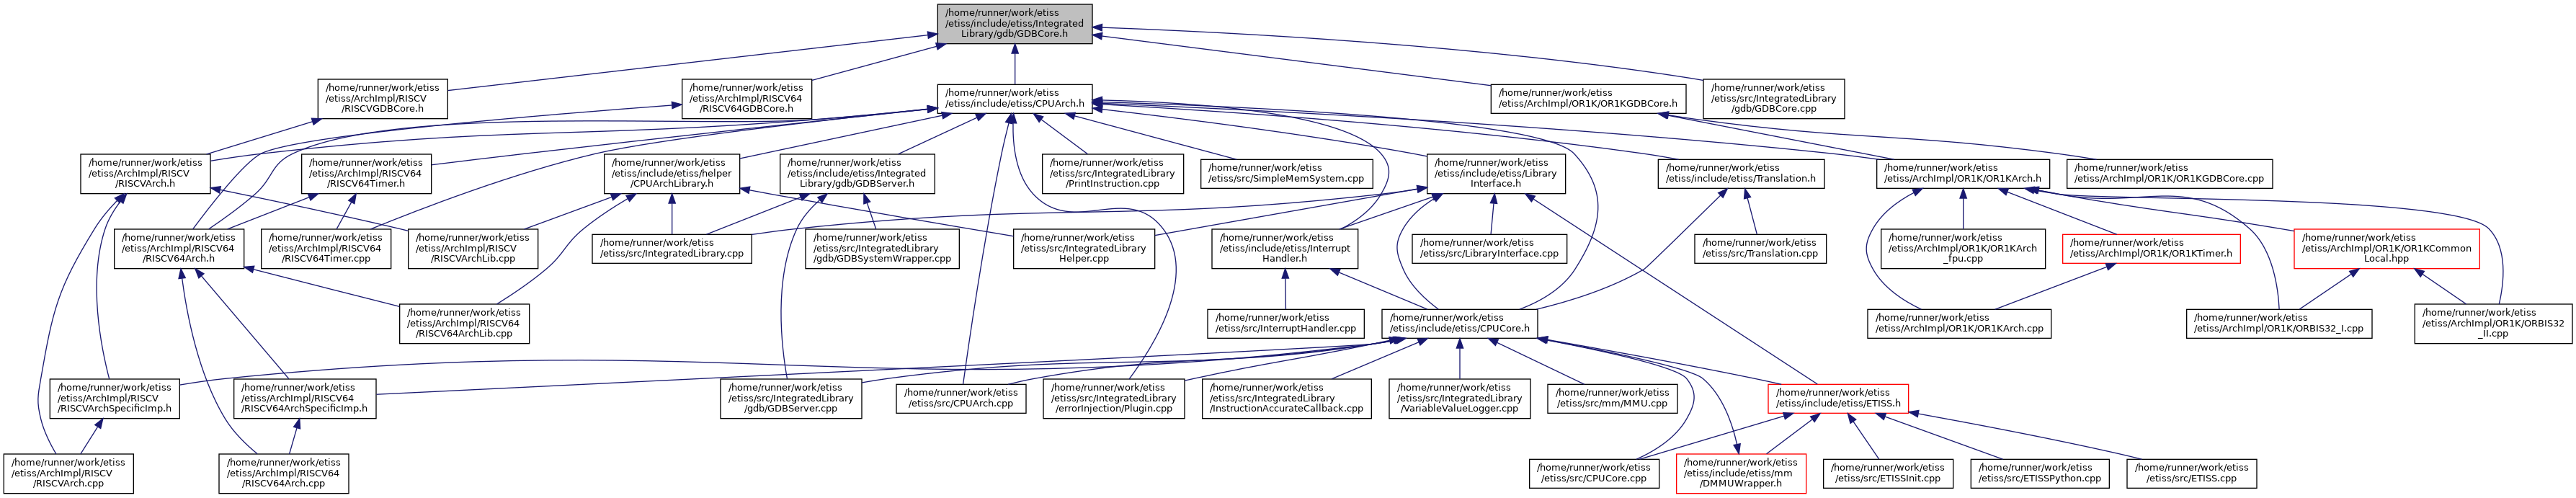 /home/runner/work/etiss
/etiss/include/etiss/Integrated
Library/gdb/GDBCore.h
/home/runner/work/etiss
/etiss/ArchImpl/RISCV
/RISCVGDBCore.h
/home/runner/work/etiss
/etiss/ArchImpl/RISCV64
/RISCV64GDBCore.h
/home/runner/work/etiss
/etiss/include/etiss/CPUArch.h
/home/runner/work/etiss
/etiss/ArchImpl/OR1K/OR1KGDBCore.h
/home/runner/work/etiss
/etiss/src/IntegratedLibrary
/gdb/GDBCore.cpp
/home/runner/work/etiss
/etiss/ArchImpl/RISCV
/RISCVArch.h
/home/runner/work/etiss
/etiss/ArchImpl/RISCV64
/RISCV64Timer.h
/home/runner/work/etiss
/etiss/include/etiss/helper
/CPUArchLibrary.h
/home/runner/work/etiss
/etiss/include/etiss/Integrated
Library/gdb/GDBServer.h
/home/runner/work/etiss
/etiss/src/IntegratedLibrary
/PrintInstruction.cpp
/home/runner/work/etiss
/etiss/src/SimpleMemSystem.cpp
/home/runner/work/etiss
/etiss/include/etiss/Library
Interface.h
/home/runner/work/etiss
/etiss/include/etiss/Translation.h
/home/runner/work/etiss
/etiss/ArchImpl/OR1K/OR1KArch.h
/home/runner/work/etiss
/etiss/ArchImpl/OR1K/OR1KGDBCore.cpp
/home/runner/work/etiss
/etiss/ArchImpl/RISCV64
/RISCV64Arch.h
/home/runner/work/etiss
/etiss/ArchImpl/RISCV64
/RISCV64Timer.cpp
/home/runner/work/etiss
/etiss/ArchImpl/RISCV
/RISCVArchLib.cpp
/home/runner/work/etiss
/etiss/src/IntegratedLibrary.cpp
/home/runner/work/etiss
/etiss/src/IntegratedLibrary
/gdb/GDBSystemWrapper.cpp
/home/runner/work/etiss
/etiss/src/IntegratedLibrary
Helper.cpp
/home/runner/work/etiss
/etiss/include/etiss/Interrupt
Handler.h
/home/runner/work/etiss
/etiss/src/LibraryInterface.cpp
/home/runner/work/etiss
/etiss/src/Translation.cpp
/home/runner/work/etiss
/etiss/ArchImpl/OR1K/OR1KArch
_fpu.cpp
/home/runner/work/etiss
/etiss/ArchImpl/OR1K/OR1KTimer.h
/home/runner/work/etiss
/etiss/ArchImpl/OR1K/OR1KCommon
Local.hpp
/home/runner/work/etiss
/etiss/ArchImpl/RISCV64
/RISCV64ArchLib.cpp
/home/runner/work/etiss
/etiss/src/InterruptHandler.cpp
/home/runner/work/etiss
/etiss/include/etiss/CPUCore.h
/home/runner/work/etiss
/etiss/ArchImpl/OR1K/OR1KArch.cpp
/home/runner/work/etiss
/etiss/ArchImpl/OR1K/ORBIS32_I.cpp
/home/runner/work/etiss
/etiss/ArchImpl/OR1K/ORBIS32
_II.cpp
/home/runner/work/etiss
/etiss/ArchImpl/RISCV
/RISCVArchSpecificImp.h
/home/runner/work/etiss
/etiss/ArchImpl/RISCV64
/RISCV64ArchSpecificImp.h
/home/runner/work/etiss
/etiss/src/IntegratedLibrary
/gdb/GDBServer.cpp
/home/runner/work/etiss
/etiss/src/CPUArch.cpp
/home/runner/work/etiss
/etiss/src/IntegratedLibrary
/errorInjection/Plugin.cpp
/home/runner/work/etiss
/etiss/src/IntegratedLibrary
/InstructionAccurateCallback.cpp
/home/runner/work/etiss
/etiss/src/IntegratedLibrary
/VariableValueLogger.cpp
/home/runner/work/etiss
/etiss/src/mm/MMU.cpp
/home/runner/work/etiss
/etiss/include/etiss/ETISS.h
/home/runner/work/etiss
/etiss/ArchImpl/RISCV
/RISCVArch.cpp
/home/runner/work/etiss
/etiss/ArchImpl/RISCV64
/RISCV64Arch.cpp
/home/runner/work/etiss
/etiss/src/CPUCore.cpp
/home/runner/work/etiss
/etiss/include/etiss/mm
/DMMUWrapper.h
/home/runner/work/etiss
/etiss/src/ETISSInit.cpp
/home/runner/work/etiss
/etiss/src/ETISSPython.cpp
/home/runner/work/etiss
/etiss/src/ETISS.cpp